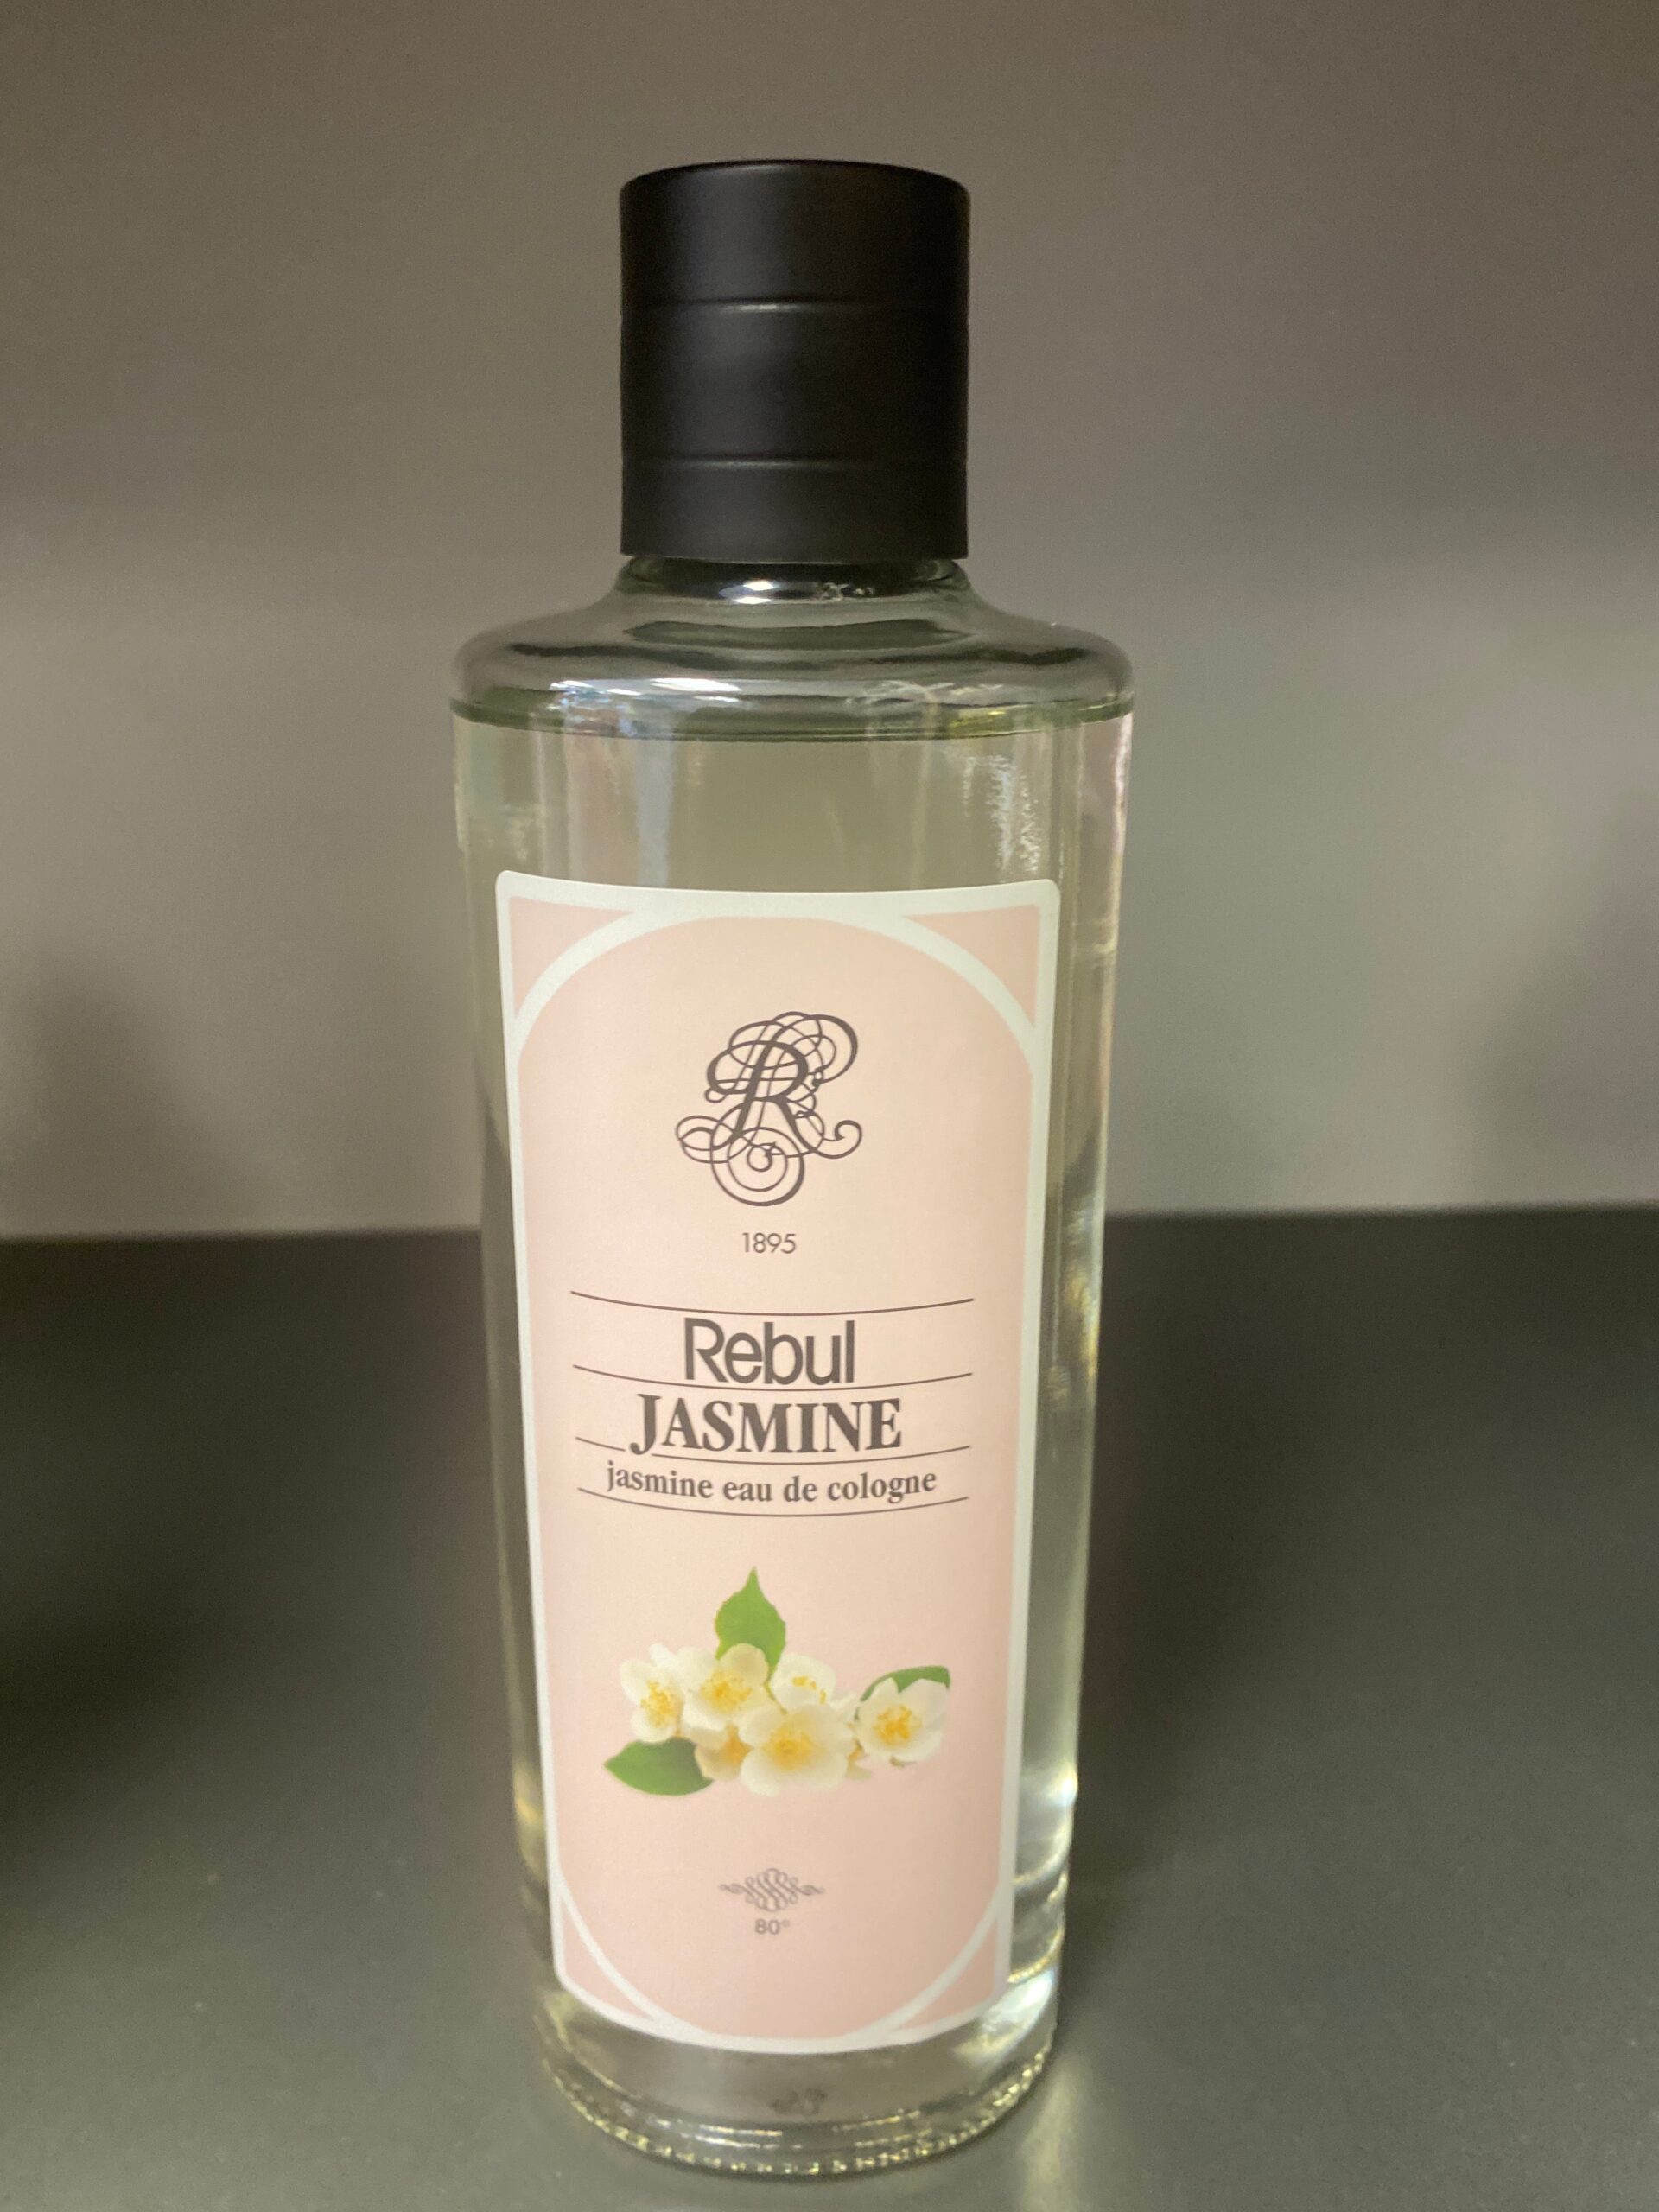 R
1895
Rebul
JASMINE
jasmine eau de cologne
80°